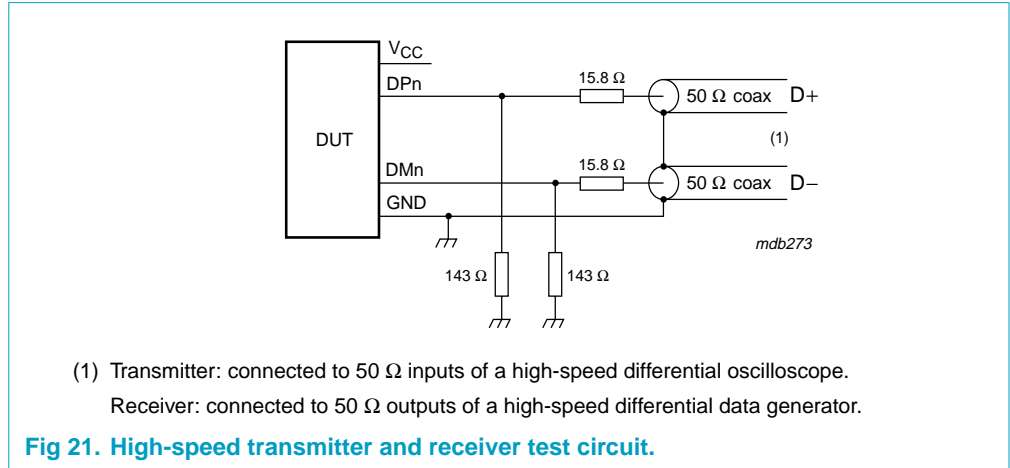 VCC
DPn
15.8 Ω
50 Ω coax D+
DUT
(1)
DMn
15.8 Ω
50 Ω coax D−
GND
mdb273
143 Ω
143 Ω
(1) Transmitter: connected to 50 Ω inputs of a high-speed differential oscilloscope.
Receiver: connected to 50 Ω outputs of a high-speed differential data generator.
Fig 21. High-speed transmitter and receiver test circuit.